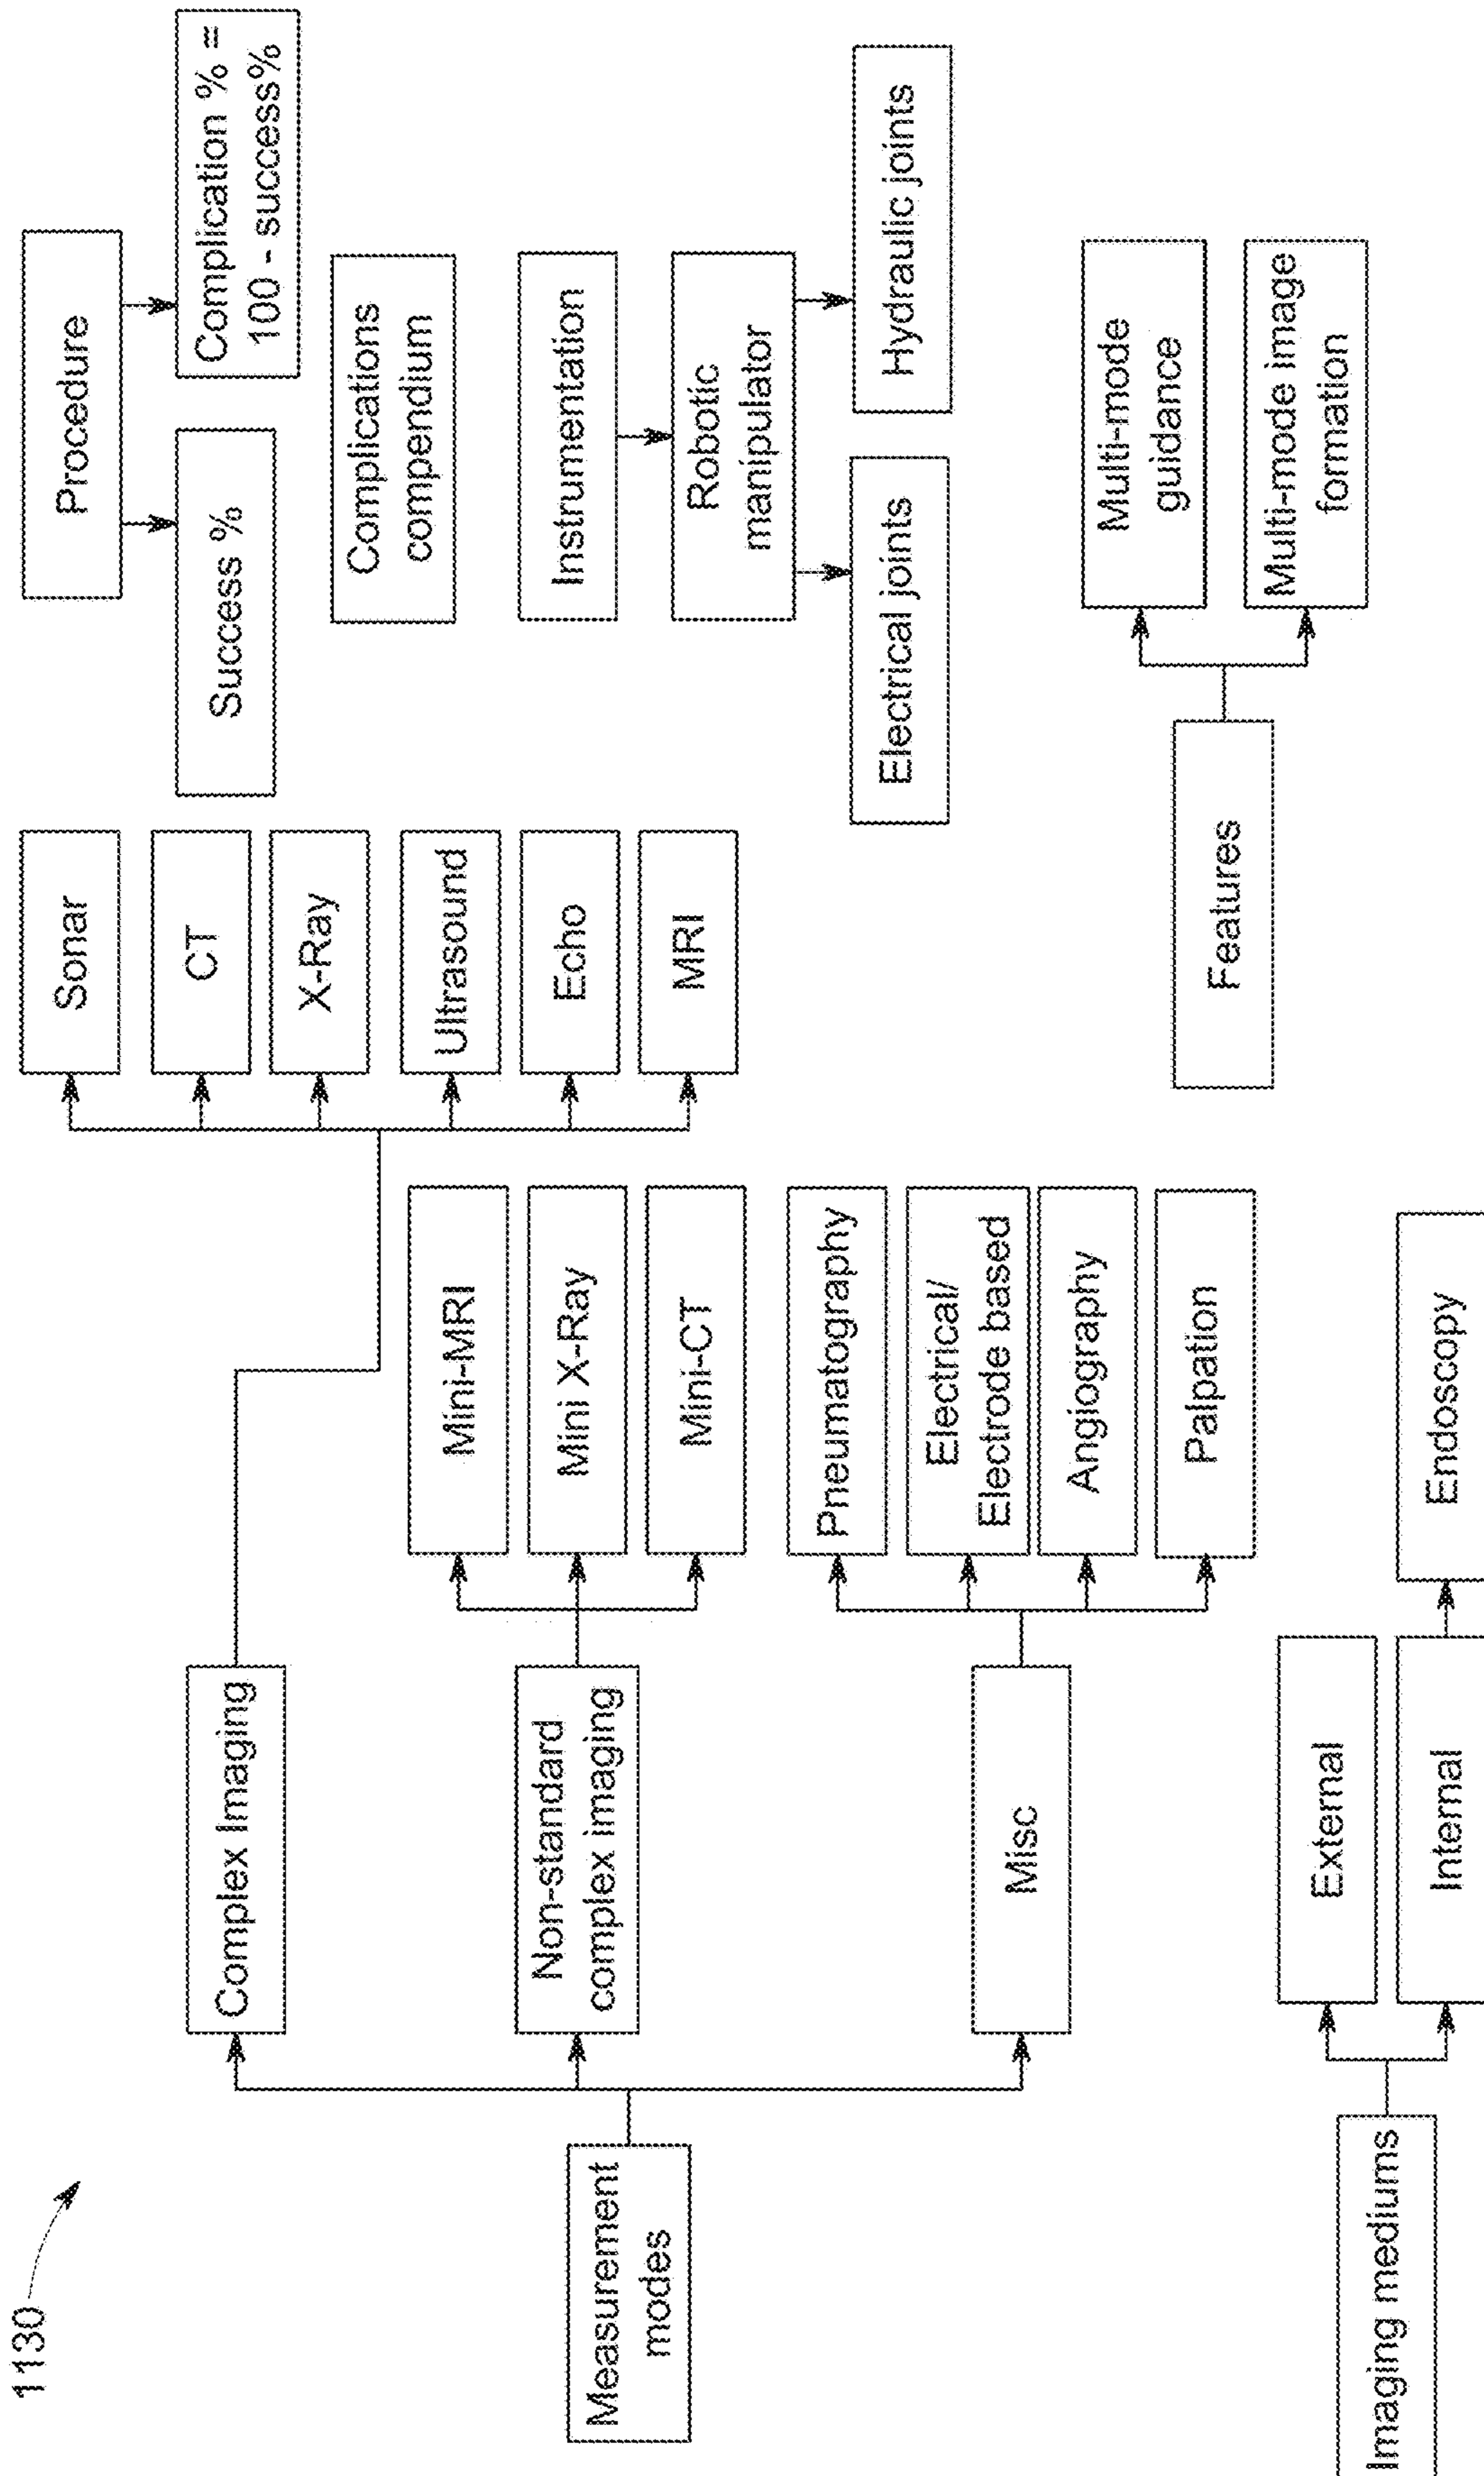 1130
Measurement
modes
Complex Imaging
Sonar
CT
X-Ray
Ultrasound
Echo
MRI
Non-standard
complex imaging
Mini-MRI
Mini X-Ray
Mini-CT
Misc
Pneumatography
Electrical/
Electrode based
Angiography
Palpation
Imaging mediums
External
Internal
Endoscopy
Procedure
Success %
Complication % =
100 - success%
Complications
compendium
Instrumentation
Robotic
manipulator
Electrical joints
Hydraulic joints
Features
Multi-mode
guidance
Multi-mode image
formation